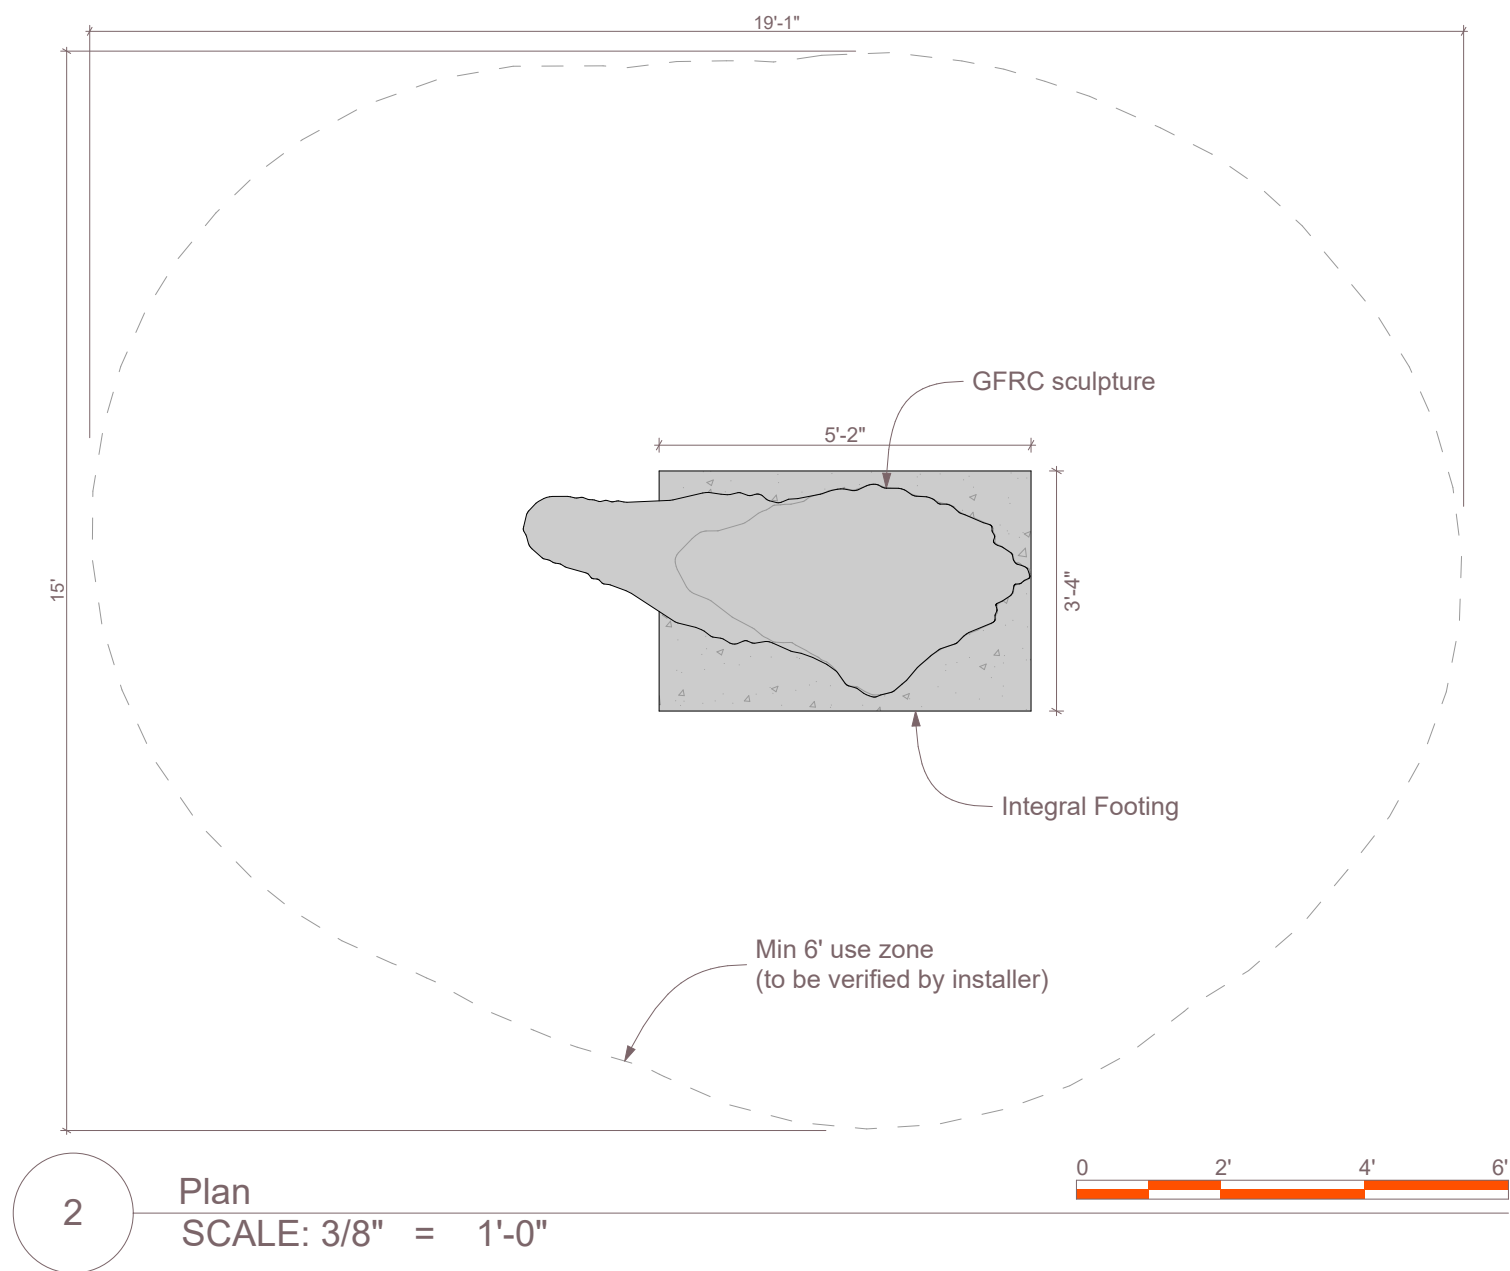 19'-1"
GFRC sculpture
5'-2"
15'
3'-4"
Integral Footing
Min 6' use zone
(to be verified by installer)
0 2' 4' 6'
2
Plan
SCALE: 3/8" = 1'-0"